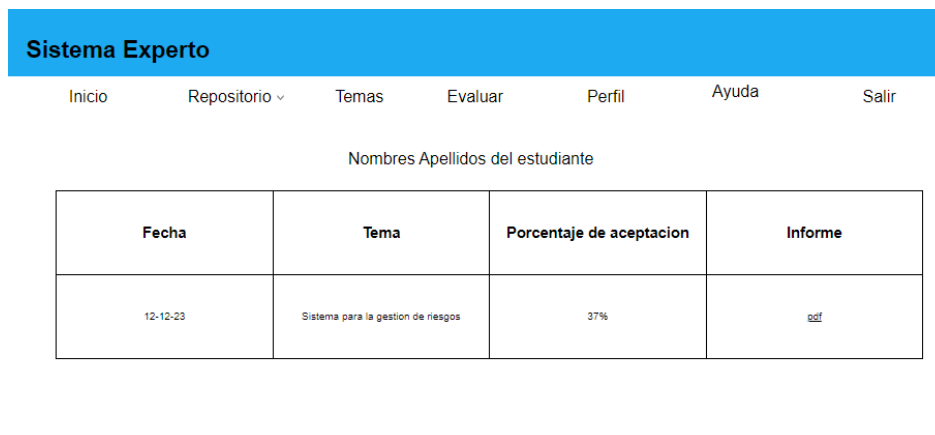 Sistema Experto
Inicio Repositorio Temas Evaluar Perfil Ayuda Salir
Nombres Apellidos del estudiante
Fecha Tema Porcentaje de aceptacion Informe
12-12-23 Sistema para la gestion de riesgos 37% pdf